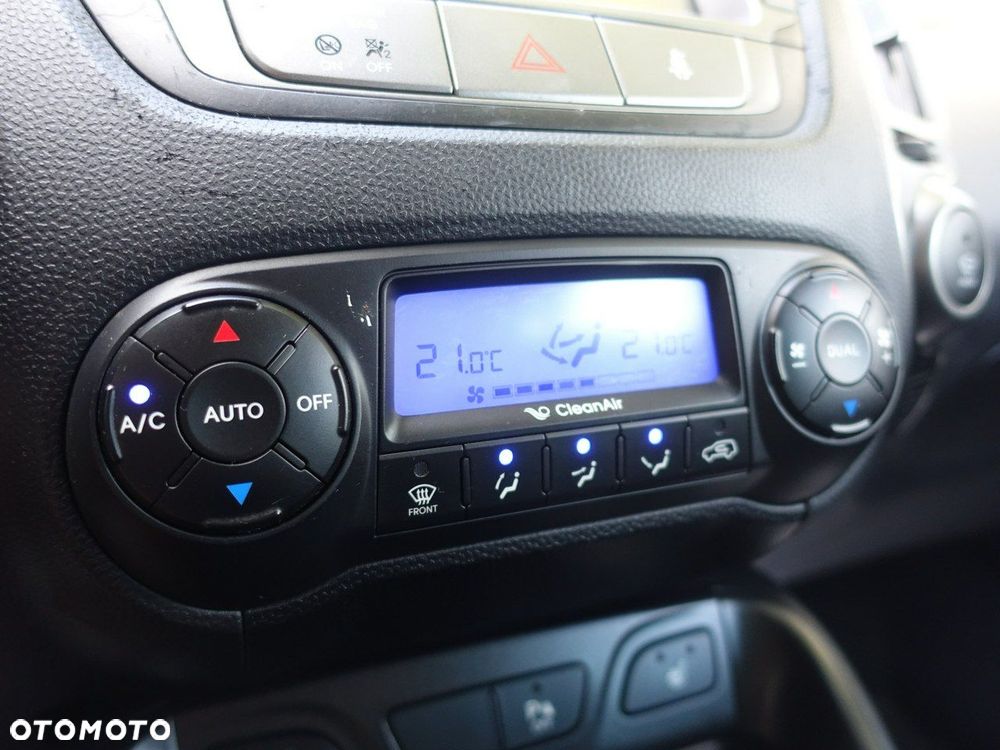 ON OFF
21.0°C 21.0°C
CleanAir
A/C AUTO OFF
DUAL
FRONT
OTOMOTO